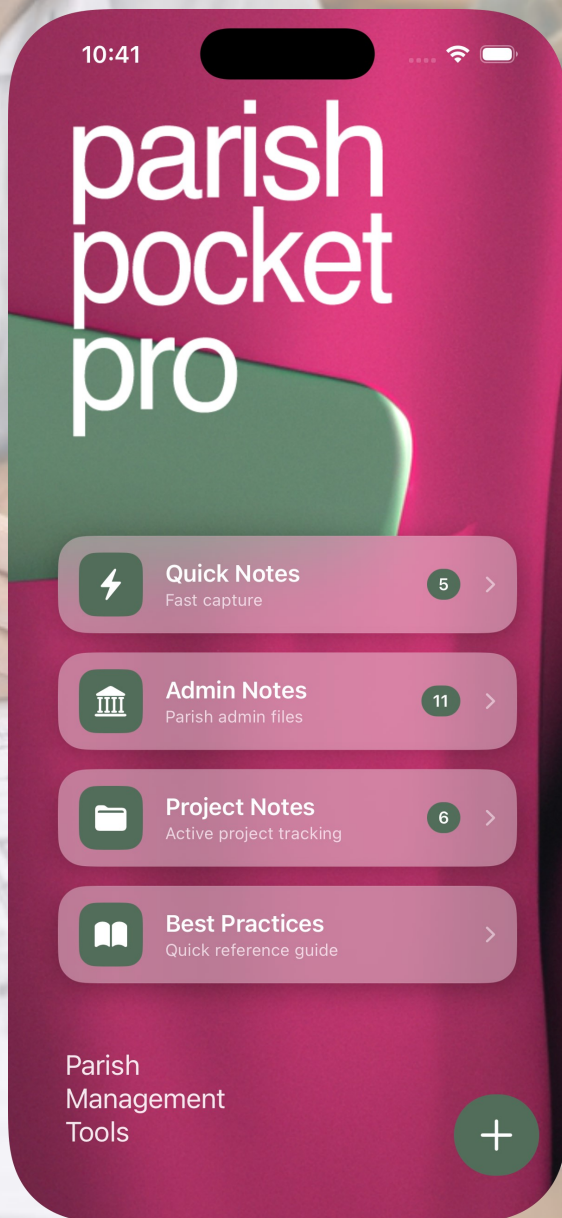 10:41
parish
pocket
pro
Quick Notes
Fast capture
5
Admin Notes
Parish admin files
11
Project Notes
Active project tracking
6
Best Practices
Quick reference guide
Parish
Management
Tools